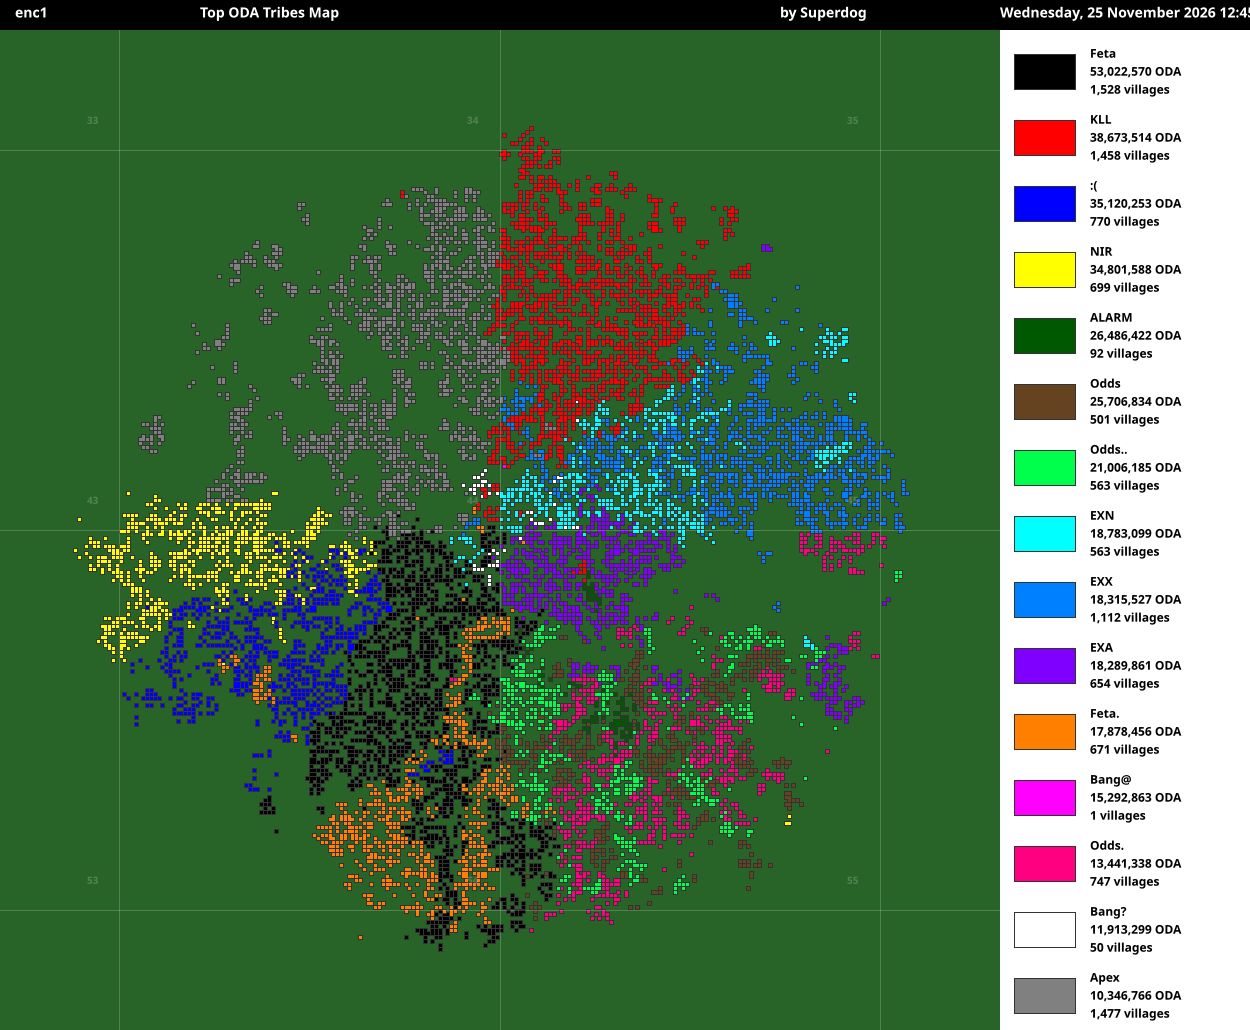 enc1 Top ODA Tribes Map by Superdog Wednesday, 25 November 2026 12:45
33 34 35
43
53 55
Feta
53,022,570 ODA
1,528 villages
KLL
38,673,514 ODA
1,458 villages
:(
35,120,253 ODA
770 villages
NIR
34,801,588 ODA
699 villages
ALARM
26,486,422 ODA
92 villages
Odds
25,706,834 ODA
501 villages
Odds..
21,006,185 ODA
563 villages
EXN
18,783,099 ODA
563 villages
EXX
18,315,527 ODA
1,112 villages
EXA
18,289,861 ODA
654 villages
Feta.
17,878,456 ODA
671 villages
Bang@
15,292,863 ODA
1 villages
Odds.
13,441,338 ODA
747 villages
Bang?
11,913,299 ODA
50 villages
Apex
10,346,766 ODA
1,477 villages